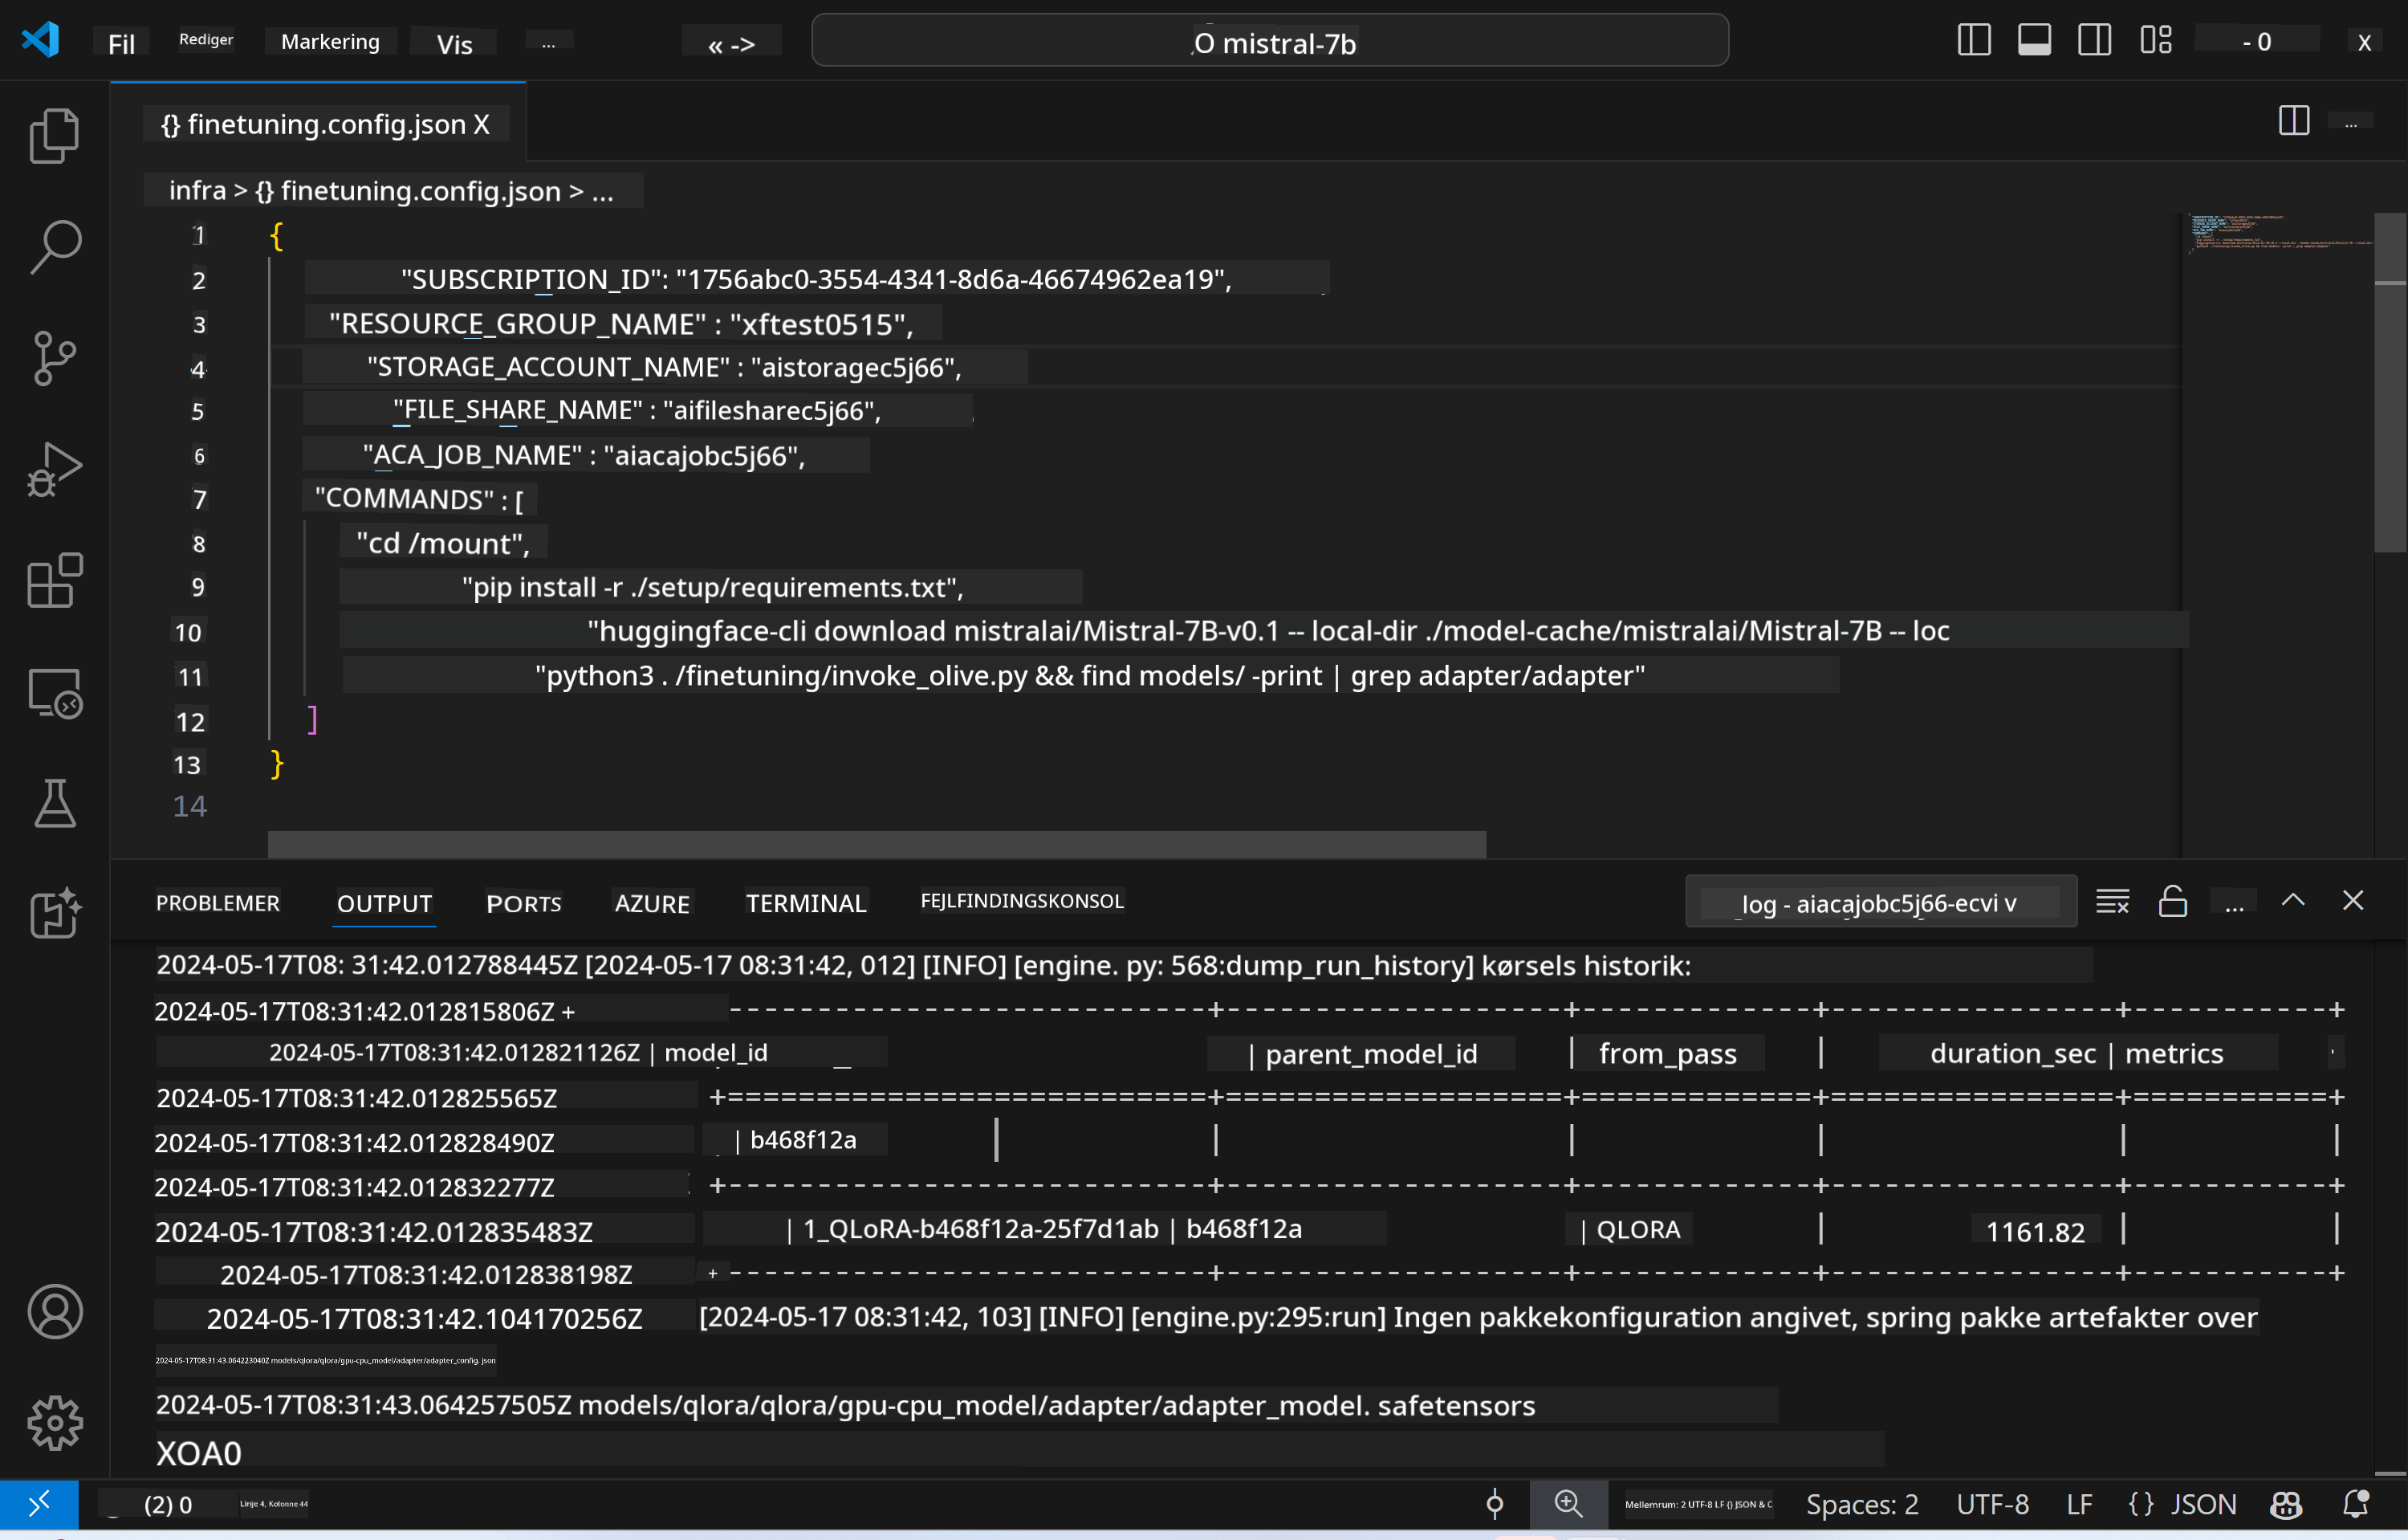 Fil Rediger Markering Vis ... « -> O mistral-7b - 0 X
{} finetuning.config.json X ...
infra > {} finetuning.config.json > ...
1 {
2 "SUBSCRIPTION_ID": "1756abc0-3554-4341-8d6a-46674962ea19",
3 "RESOURCE_GROUP_NAME" : "xftest0515",
4 "STORAGE_ACCOUNT_NAME" : "aistoragec5j66",
5 "FILE_SHARE_NAME" : "aifilesharec5j66",
6 "ACA_JOB_NAME" : "aiacajobc5j66",
7 "COMMANDS" : [
8 "cd /mount",
9 "pip install -r ./setup/requirements.txt",
10 "huggingface-cli download mistralai/Mistral-7B-v0.1 -- local-dir ./model-cache/mistralai/Mistral-7B -- loc
11 "python3 . /finetuning/invoke_olive.py && find models/ -print | grep adapter/adapter"
12 ]
13 }
14
PROBLEMER OUTPUT PORTS AZURE TERMINAL FEJLFINDINGSKONSOL _log - aiacajobc5j66-ecvi v ...
2024-05-17T08: 31:42.012788445Z [2024-05-17 08:31:42, 012] [INFO] [engine. py: 568:dump_run_history] kørsels historik:
2024-05-17T08:31:42.012815806Z + ---------------------------+-------------------+-------------+----------------+-----------+
2024-05-17T08:31:42.012821126Z | model_id | parent_model_id | from_pass | duration_sec | metrics
2024-05-17T08:31:42.012825565Z +===========================+===================+=============+================+===========+
2024-05-17T08:31:42.012828490Z | b468f12a | | | | |
2024-05-17T08:31:42.012832277Z +---------------------------+-------------------+-------------+----------------+-----------+
2024-05-17T08:31:42.012835483Z | 1_QLoRA-b468f12a-25f7d1ab | b468f12a | QLORA | 1161.82 | |
2024-05-17T08:31:42.012838198Z +---------------------------+-------------------+-------------+----------------+-----------+
2024-05-17T08:31:42.104170256Z [2024-05-17 08:31:42, 103] [INFO] [engine.py:295:run] Ingen pakkekonfiguration angivet, spring pakke artefakter over
2024-05-17T08:31:43.064223040Z models/qlora/qlora/gpu-cpu_model/adapter/adapter_config. json
2024-05-17T08:31:43.064257505Z models/qlora/qlora/gpu-cpu_model/adapter/adapter_model. safetensors
XOA0
(2) 0 Linje 4, Kolonne 44 Mellemrum: 2 UTF-8 LF {} JSON & C Spaces: 2 UTF-8 LF {} JSON